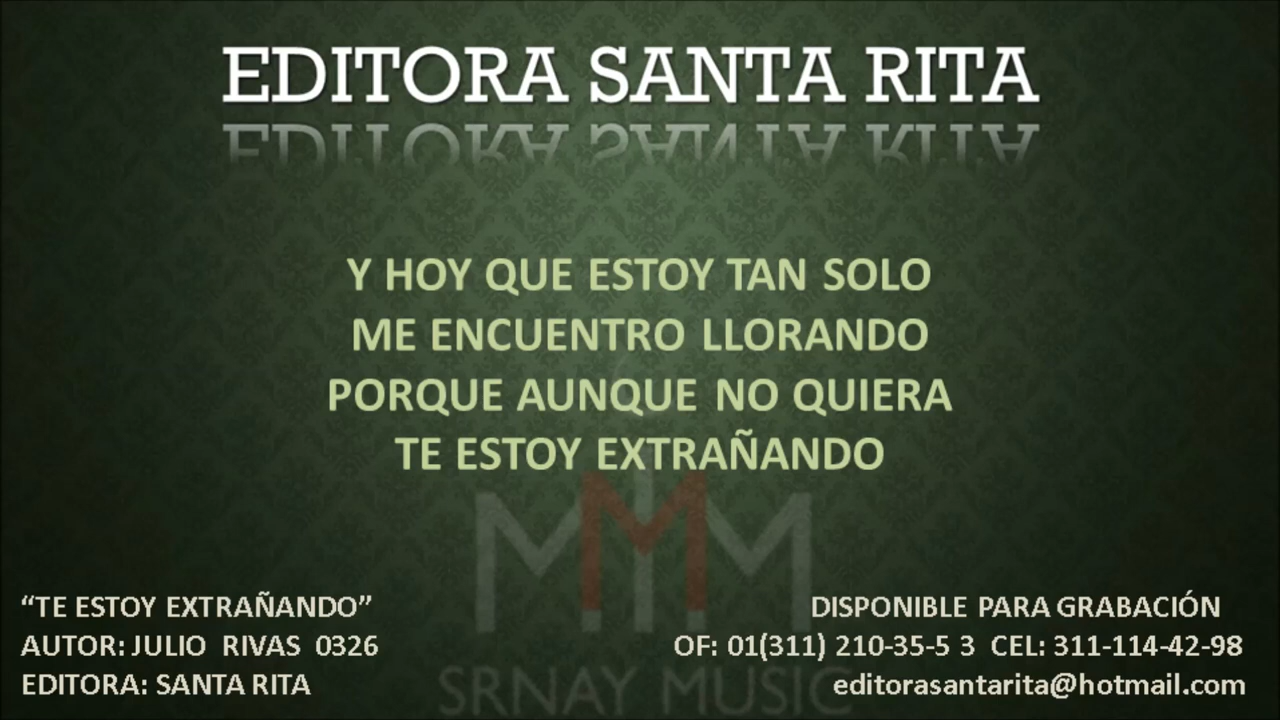 EDITORA SANTA RITA
Y HOY QUE ESTOY TAN SOLO
ME ENCUENTRO LLORANDO
PORQUE AUNQUE NO QUIERA
TE ESTOY EXTRAÑANDO
“TE ESTOY EXTRAÑANDO”
AUTOR: JULIO RIVAS 0326
EDITORA: SANTA RITA
DISPONIBLE PARA GRABACIÓN
OF: 01(311) 210-35-5 3 CEL: 311-114-42-98
editorasantarita@hotmail.com
MMM
SRNAY MUSIC